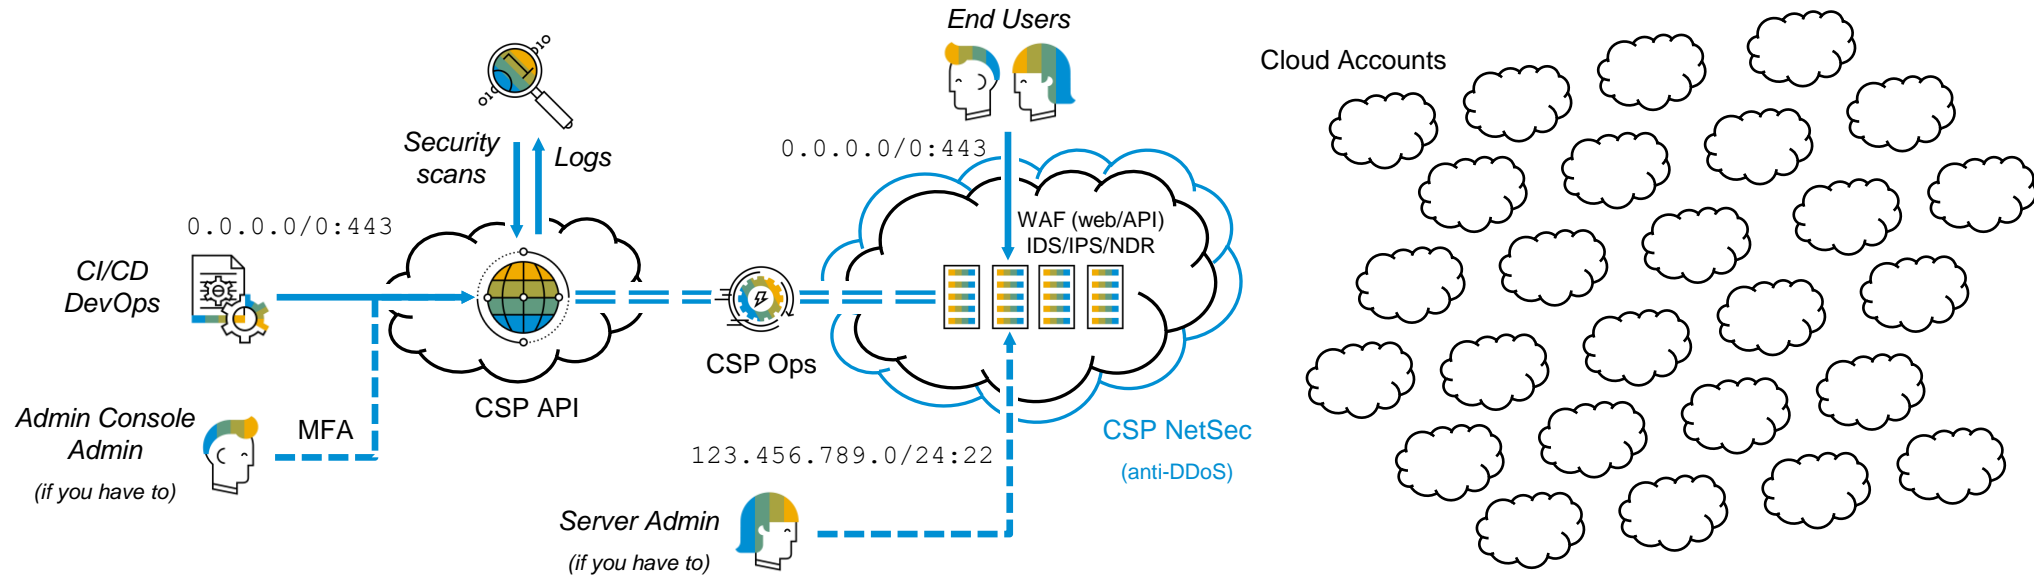 End Users
Cloud Accounts
Security
scans
Logs
0.0.0.0/0:443
WAF (web/API)
IDS/IPS/NDR
0.0.0.0/0:443
CI/CD
DevOps
CSP Ops
CSP API
Admin Console
Admin
(if you have to)
MFA
CSP NetSec
(anti-DDoS)
123.456.789.0/24:22
Server Admin
(if you have to)